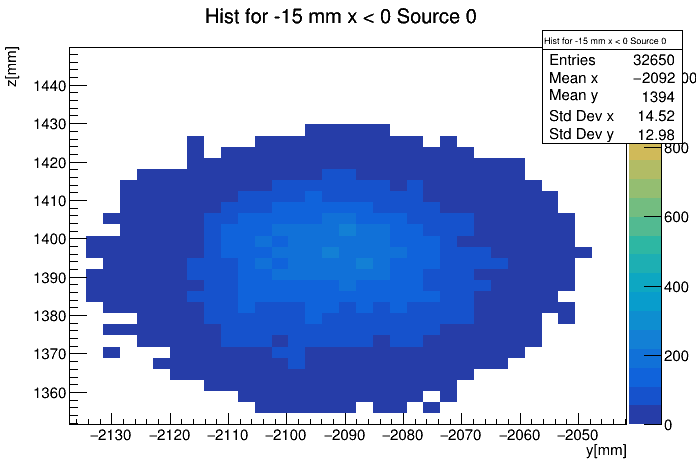 Hist for -15 mm x < 0 Source 0
z[mm]
Hist for -15 mm x < 0 Source 0
Entries 32650
Mean x −2092
Mean y 1394
Std Dev x 14.52
Std Dev y 12.98
1440
1430
1420
1410
1400
1390
1380
1370
1360
−2130 −2120 −2110 −2100 −2090 −2080 −2070 −2060 −2050
y[mm]
800
600
400
200
0